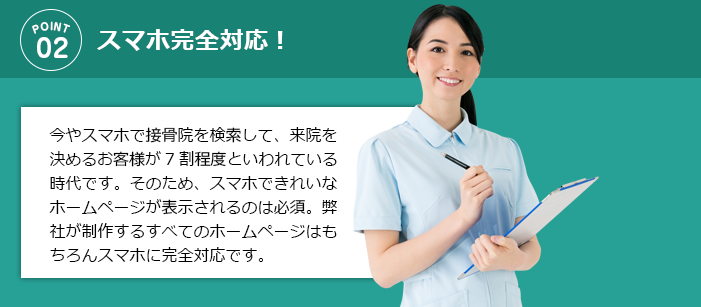 POINT
02
スマホ完全対応！
今やスマホで接骨院を検索して、来院を
決めるお客様が７割程度といわれている
時代です。そのため、スマホできれいな
ホームページが表示されるのは必須。弊
社が制作するすべてのホームページはも
ちろんスマホに完全対応です。